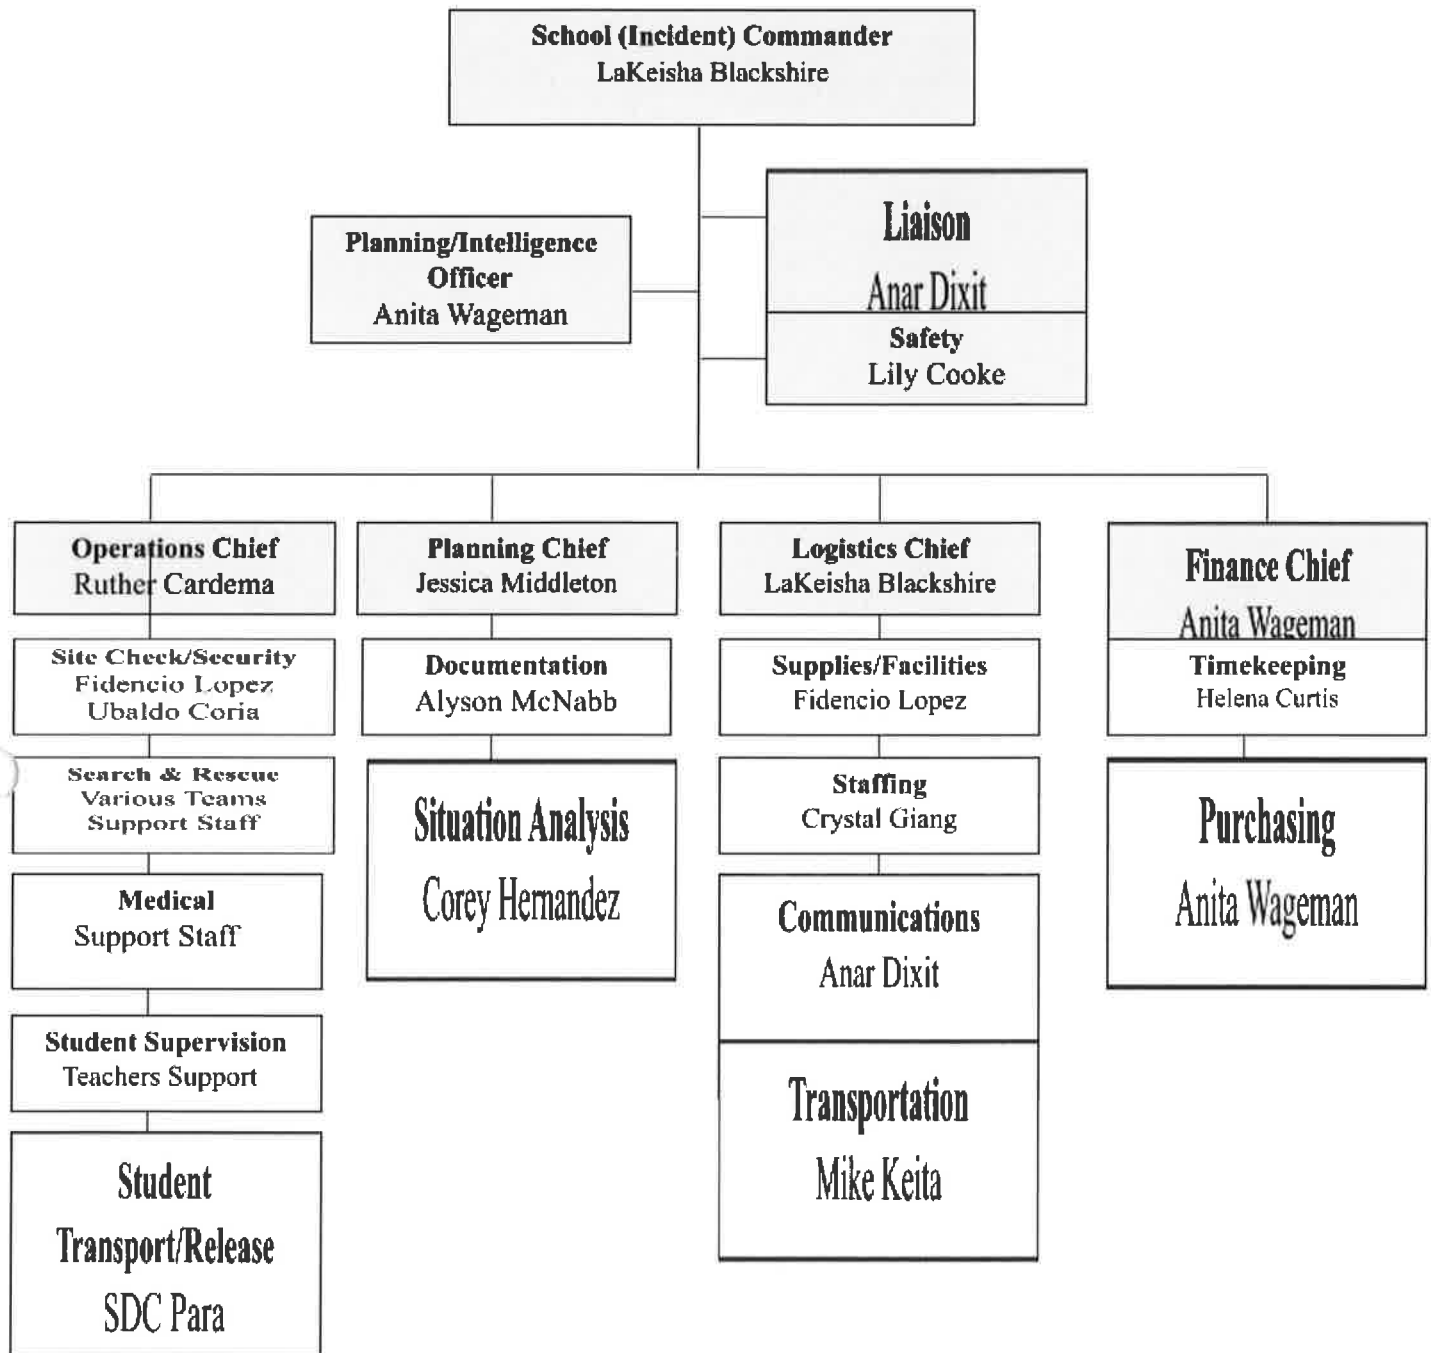 School (Incident) Commander
LaKeisha Blackshire
Liaison
Anar Dixit
Planning/Intelligence
Officer
Anita Wageman
Safety
Lily Cooke
Operations Chief
Ruther Cardema
Site Check/Security
Fidencio Lopez
Ubaldo Coria
Search & Rescue
Various Teams
Support Staff
Medical
Support Staff
Student Supervision
Teachers Support
Student
Transport/Release
SDC Para
Planning Chief
Jessica Middleton
Documentation
Alyson McNabb
Situation Analysis
Corey Hernandez
Logistics Chief
LaKeisha Blackshire
Supplies/Facilities
Fidencio Lopez
Staffing
Crystal Giang
Communications
Anar Dixit
Transportation
Mike Keita
Finance Chief
Anita Wageman
Timekeeping
Helena Curtis
Purchasing
Anita Wageman